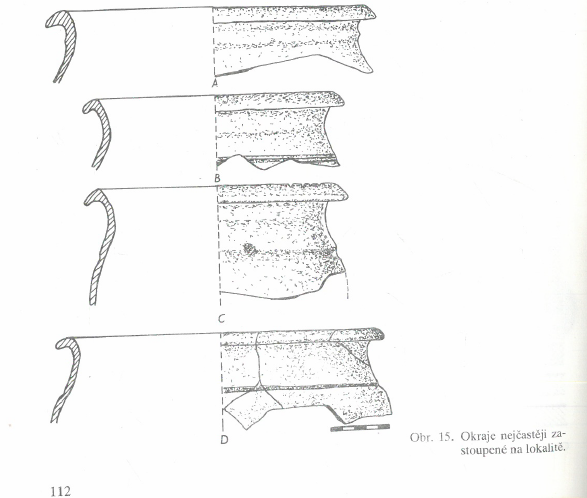 A
B
C
D
Obr. 15. Okraje nejčastěji za-
stoupené na lokalitě.
112